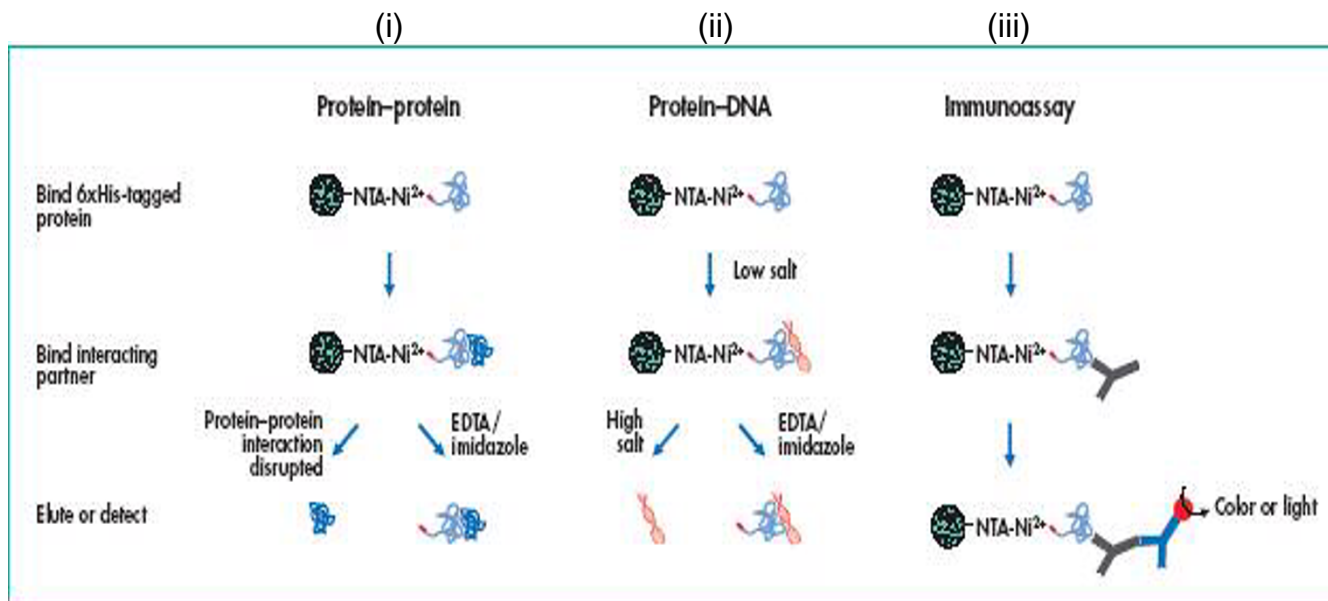 (i) (ii) (iii)
Protein–protein Protein–DNA Immunoassay
Bind 6xHis-tagged
protein
NTA-Ni²⁺ NTA-Ni²⁺ NTA-Ni²⁺
Low salt
Bind interacting
partner
NTA-Ni²⁺ NTA-Ni²⁺ NTA-Ni²⁺
Protein–protein
interaction
disrupted
EDTA/
imidazole
High
salt
EDTA/
imidazole
Elute or detect
NTA-Ni²⁺
Color or light